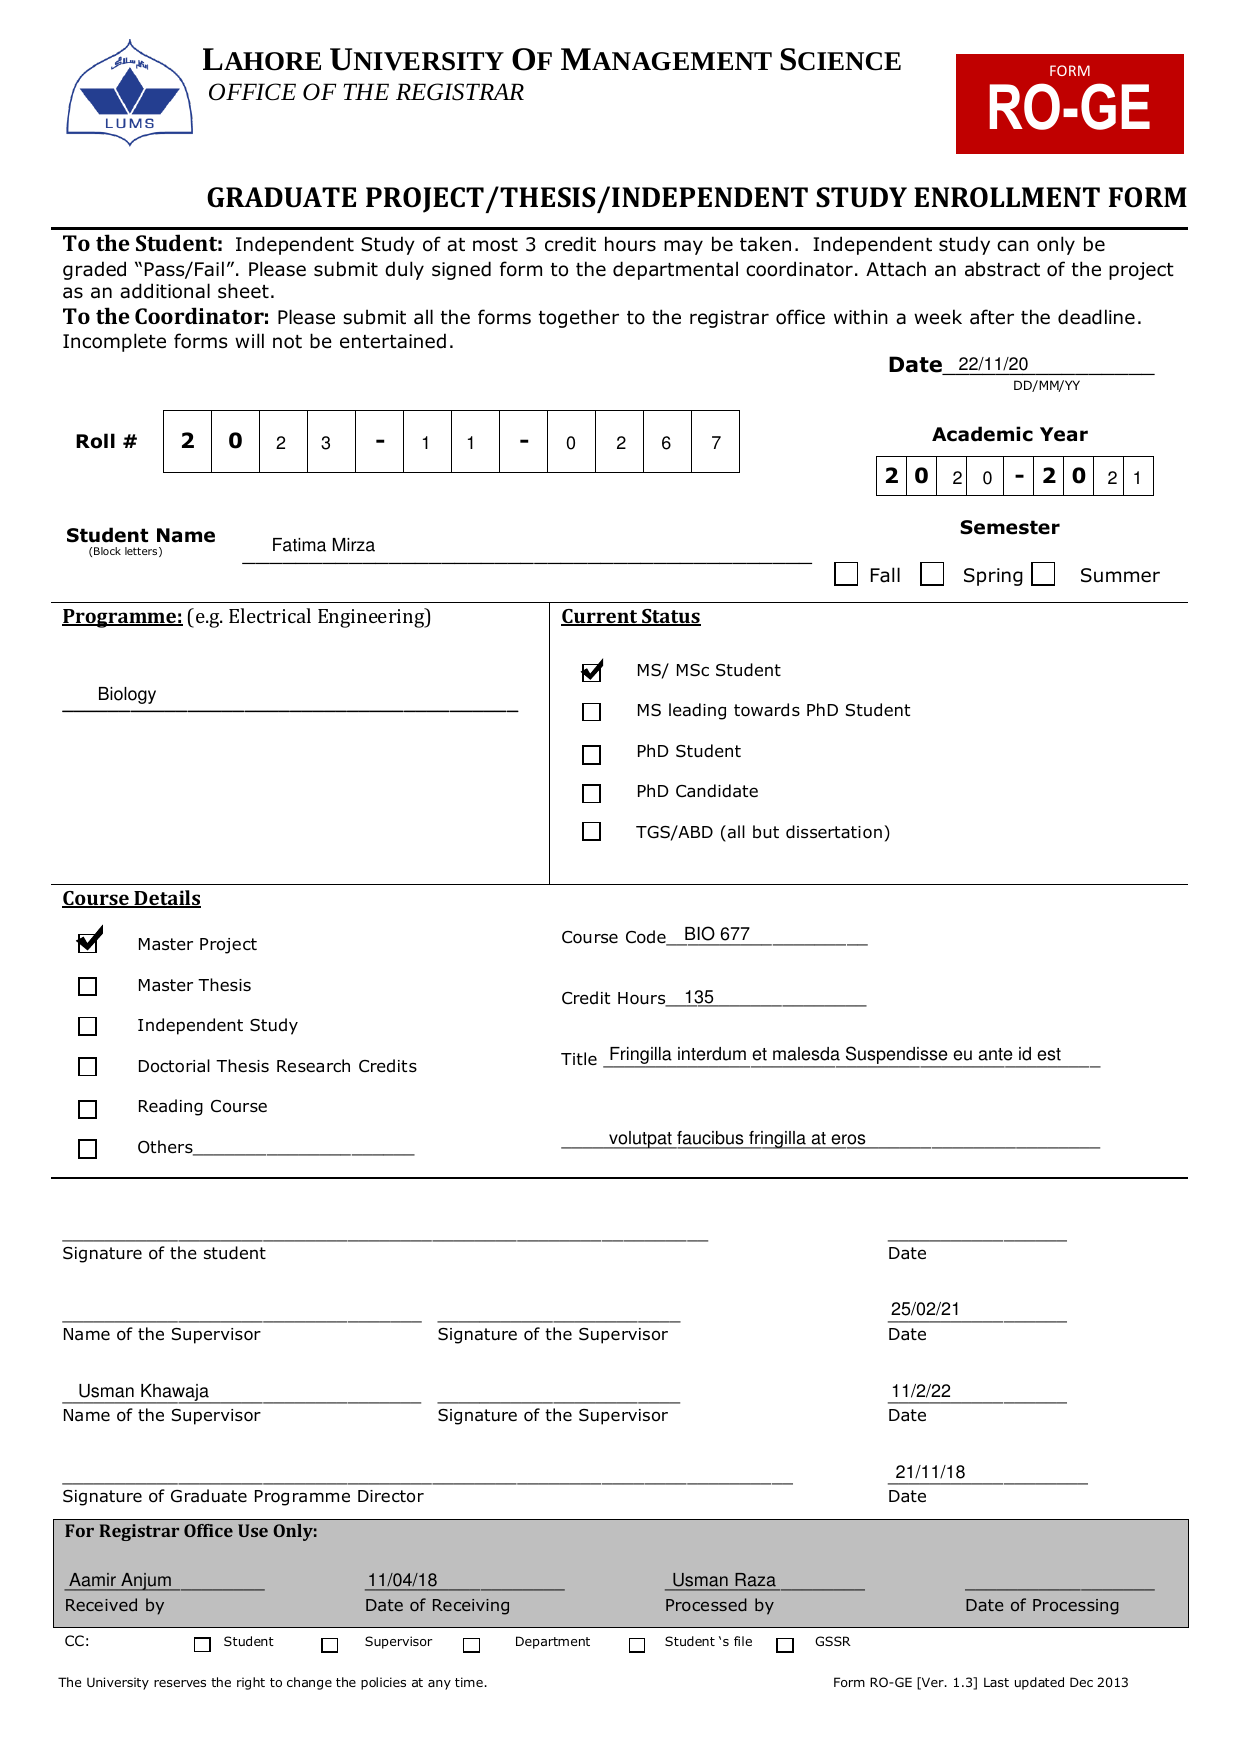 LAHORE UNIVERSITY OF MANAGEMENT SCIENCE
OFFICE OF THE REGISTRAR
LUMS
FORM
RO-GE
GRADUATE PROJECT/THESIS/INDEPENDENT STUDY ENROLLMENT FORM
To the Student: Independent Study of at most 3 credit hours may be taken. Independent study can only be
graded “Pass/Fail”. Please submit duly signed form to the departmental coordinator. Attach an abstract of the project
as an additional sheet.
To the Coordinator: Please submit all the forms together to the registrar office within a week after the deadline.
Incomplete forms will not be entertained.
Date 22/11/20
DD/MM/YY
Roll # 2 0 2 3 - 1 1 - 0 2 6 7
Academic Year
2 0 2 0 - 2 0 2 1
Student Name Fatima Mirza
(Block letters)
Semester
Fall Spring Summer
Programme: (e.g. Electrical Engineering)
Biology
Current Status
MS/ MSc Student
MS leading towards PhD Student
PhD Student
PhD Candidate
TGS/ABD (all but dissertation)
Course Details
Master Project
Master Thesis
Independent Study
Doctorial Thesis Research Credits
Reading Course
Others
Course Code BIO 677
Credit Hours 135
Title Fringilla interdum et malesda Suspendisse eu ante id est
volutpat faucibus fringilla at eros
Signature of the student Date
25/02/21
Name of the Supervisor Signature of the Supervisor Date
Usman Khawaja 11/2/22
Name of the Supervisor Signature of the Supervisor Date
21/11/18
Signature of Graduate Programme Director Date
For Registrar Office Use Only:
Aamir Anjum 11/04/18 Usman Raza
Received by Date of Receiving Processed by Date of Processing
CC: Student Supervisor Department Student ‘s file GSSR
The University reserves the right to change the policies at any time. Form RO-GE [Ver. 1.3] Last updated Dec 2013